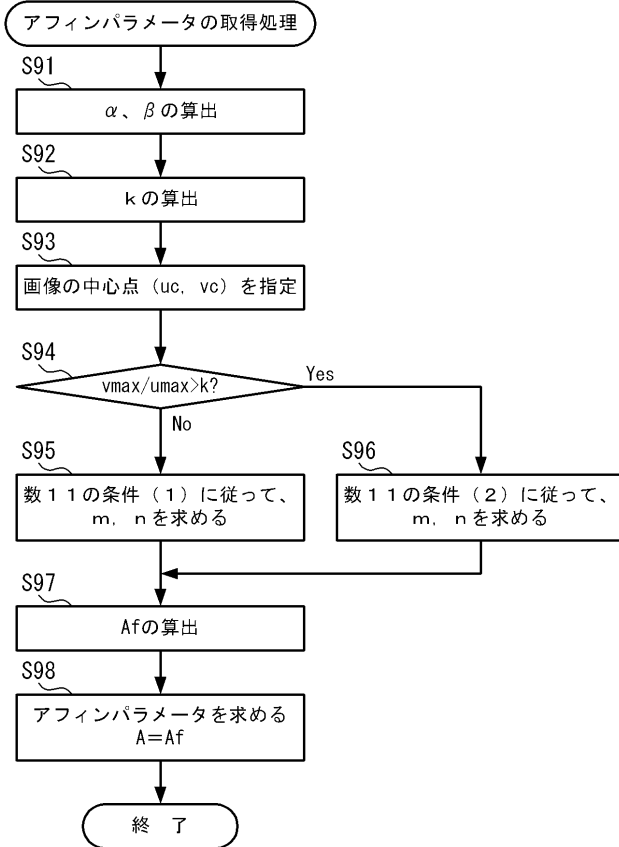 アフィンパラメータの取得処理
S91
α、βの算出
S92
kの算出
S93
画像の中心点（uc, vc）を指定
S94
vmax/umax>k?
Yes
No
S95
数１１の条件（１）に従って、
m, nを求める
S96
数１１の条件（２）に従って、
m, nを求める
S97
Afの算出
S98
アフィンパラメータを求める
A=Af
終 了